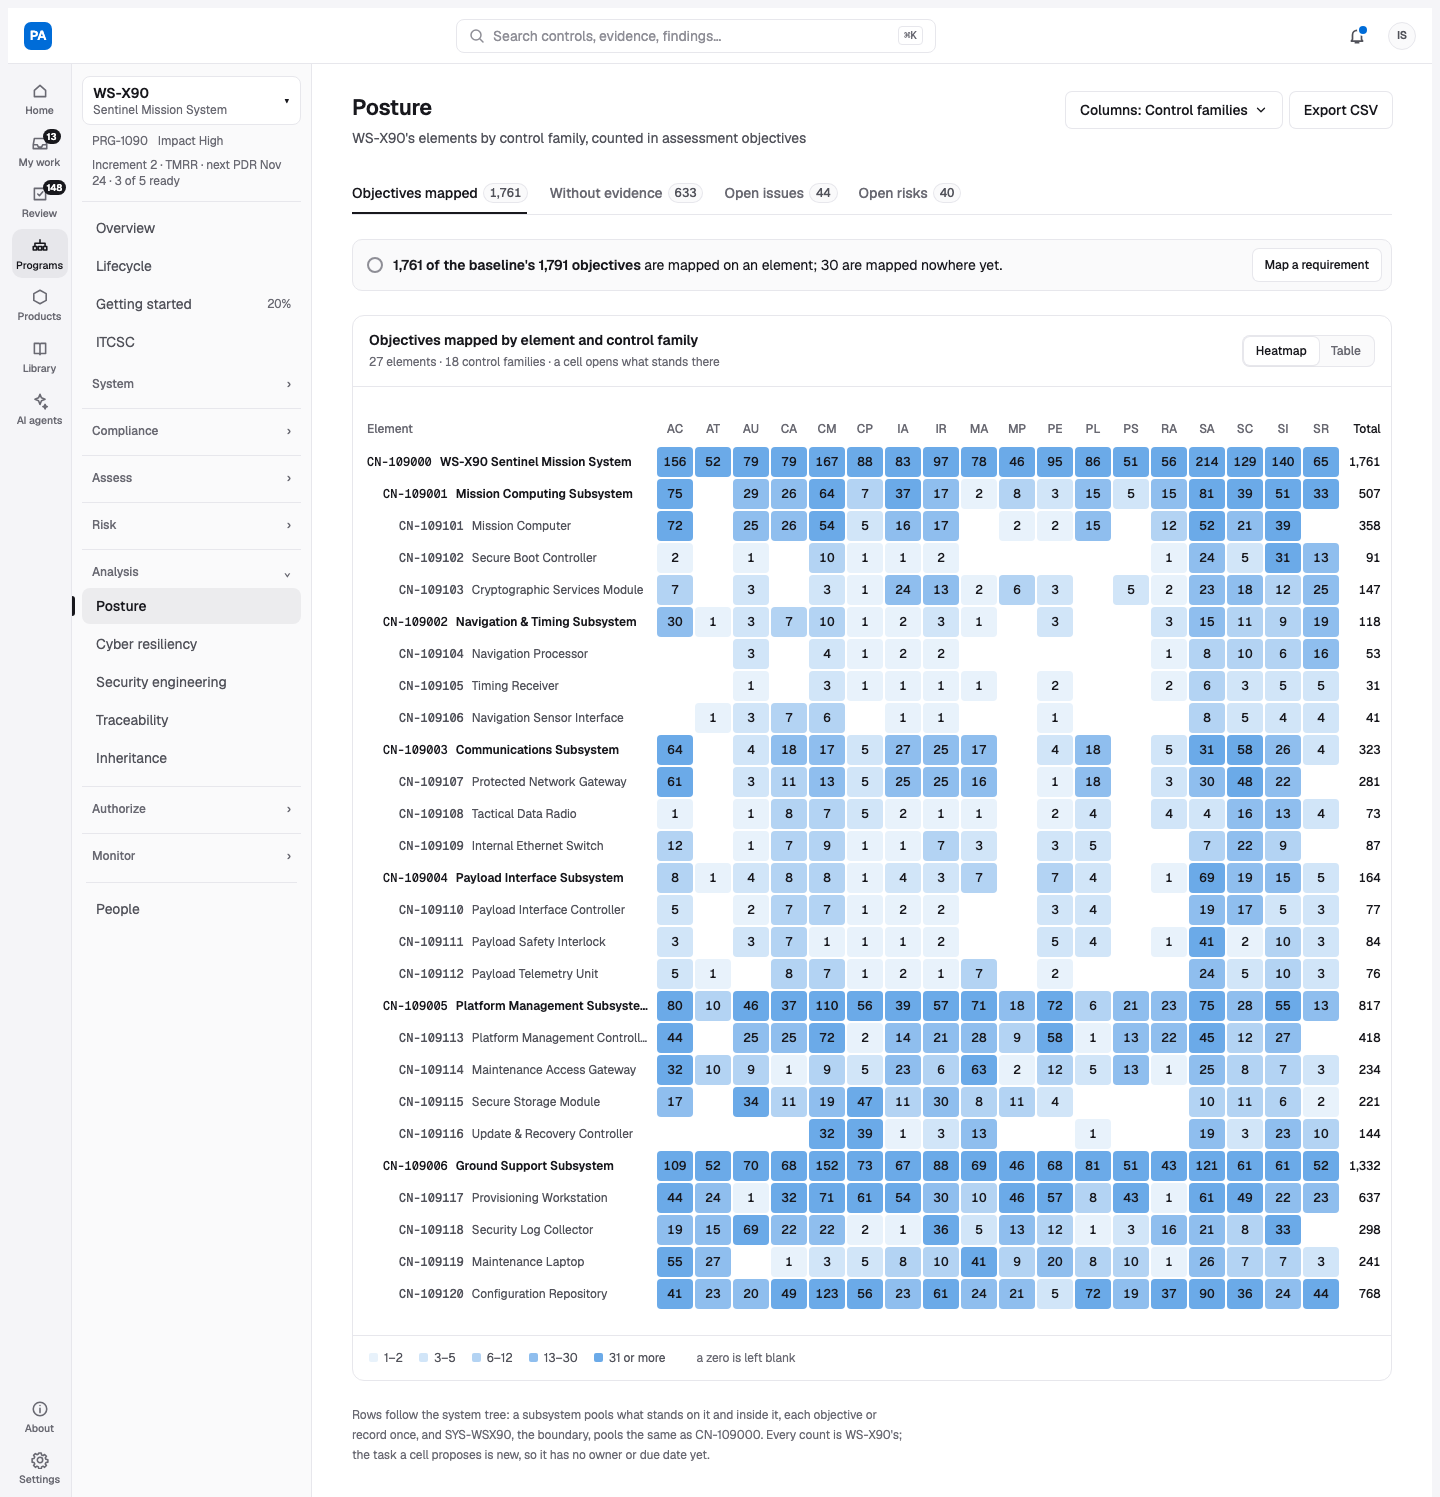 PA
Search controls, evidence, findings...
⌘K
IS
Home
13
My work
148
Review
Programs
Products
Library
AI agents
About
Settings
WS-X90
Sentinel Mission System
PRG-1090 Impact High
Increment 2 · TMRR · next PDR Nov
24 · 3 of 5 ready
Overview
Lifecycle
Getting started 20%
ITCSC
System
Compliance
Assess
Risk
Analysis
Posture
Cyber resiliency
Security engineering
Traceability
Inheritance
Authorize
Monitor
People
Posture
WS-X90's elements by control family, counted in assessment objectives
Columns: Control families
Export CSV
Objectives mapped 1,761 Without evidence 633 Open issues 44 Open risks 40
1,761 of the baseline's 1,791 objectives are mapped on an element; 30 are mapped nowhere yet.
Map a requirement
Objectives mapped by element and control family
27 elements · 18 control families · a cell opens what stands there
Heatmap Table
Element AC AT AU CA CM CP IA IR MA MP PE PL PS RA SA SC SI SR Total
CN-109000 WS-X90 Sentinel Mission System 156 52 79 79 167 88 83 97 78 46 95 86 51 56 214 129 140 65 1,761
CN-109001 Mission Computing Subsystem 75 29 26 64 7 37 17 2 8 3 15 5 15 81 39 51 33 507
CN-109101 Mission Computer 72 25 26 54 5 16 17 2 2 15 12 52 21 39 358
CN-109102 Secure Boot Controller 2 1 10 1 1 2 1 24 5 31 13 91
CN-109103 Cryptographic Services Module 7 3 3 1 24 13 2 6 3 5 2 23 18 12 25 147
CN-109002 Navigation & Timing Subsystem 30 1 3 7 10 1 2 3 1 3 3 15 11 9 19 118
CN-109104 Navigation Processor 3 4 1 2 2 1 8 10 6 16 53
CN-109105 Timing Receiver 1 3 1 1 1 1 2 2 6 3 5 5 31
CN-109106 Navigation Sensor Interface 1 3 7 6 1 1 1 8 5 4 4 41
CN-109003 Communications Subsystem 64 4 18 17 5 27 25 17 4 18 5 31 58 26 4 323
CN-109107 Protected Network Gateway 61 3 11 13 5 25 25 16 1 18 3 30 48 22 281
CN-109108 Tactical Data Radio 1 1 8 7 5 2 1 1 2 4 4 4 16 13 4 73
CN-109109 Internal Ethernet Switch 12 1 7 9 1 1 7 3 3 5 7 22 9 87
CN-109004 Payload Interface Subsystem 8 1 4 8 8 1 4 3 7 7 4 1 69 19 15 5 164
CN-109110 Payload Interface Controller 5 2 7 7 1 2 2 3 4 19 17 5 3 77
CN-109111 Payload Safety Interlock 3 3 7 1 1 1 2 5 4 1 41 2 10 3 84
CN-109112 Payload Telemetry Unit 5 1 8 7 1 2 1 7 2 24 5 10 3 76
CN-109005 Platform Management Subsyste... 80 10 46 37 110 56 39 57 71 18 72 6 21 23 75 28 55 13 817
CN-109113 Platform Management Controll... 44 25 25 72 2 14 21 28 9 58 1 13 22 45 12 27 418
CN-109114 Maintenance Access Gateway 32 10 9 1 9 5 23 6 63 2 12 5 13 1 25 8 7 3 234
CN-109115 Secure Storage Module 17 34 11 19 47 11 30 8 11 4 10 11 6 2 221
CN-109116 Update & Recovery Controller 32 39 1 3 13 1 19 3 23 10 144
CN-109006 Ground Support Subsystem 109 52 70 68 152 73 67 88 69 46 68 81 51 43 121 61 61 52 1,332
CN-109117 Provisioning Workstation 44 24 1 32 71 61 54 30 10 46 57 8 43 1 61 49 22 23 637
CN-109118 Security Log Collector 19 15 69 22 22 2 1 36 5 13 12 1 3 16 21 8 33 298
CN-109119 Maintenance Laptop 55 27 1 3 5 8 10 41 9 20 8 10 1 26 7 7 3 241
CN-109120 Configuration Repository 41 23 20 49 123 56 23 61 24 21 5 72 19 37 90 36 24 44 768
1–2 3–5 6–12 13–30 31 or more a zero is left blank
Rows follow the system tree: a subsystem pools what stands on it and inside it, each objective or
record once, and SYS-WSX90, the boundary, pools the same as CN-109000. Every count is WS-X90's;
the task a cell proposes is new, so it has no owner or due date yet.